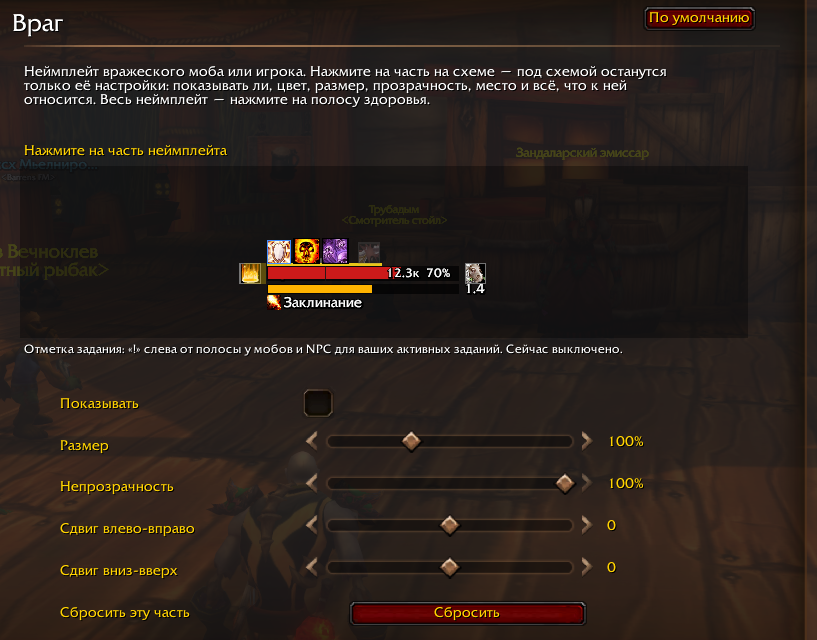 Враг
По умолчанию
Неймплейт вражеского моба или игрока. Нажмите на часть на схеме — под схемой останутся
только её настройки: показывать ли, цвет, размер, прозрачность, место и всё, что к ней
относится. Весь неймплейт — нажмите на полосу здоровья.
Нажмите на часть неймплейта
Зандаларский эмиссар
Трубадым
<Смотритель стойл>
Вечноклев
тный рыбак>
12.3к 70%
1.4
Заклинание
Отметка задания: «!» слева от полосы у мобов и NPC для ваших активных заданий. Сейчас выключено.
Показывать
Размер
100%
Непрозрачность
100%
Сдвиг влево-вправо
0
Сдвиг вниз-вверх
0
Сбросить эту часть
Сбросить